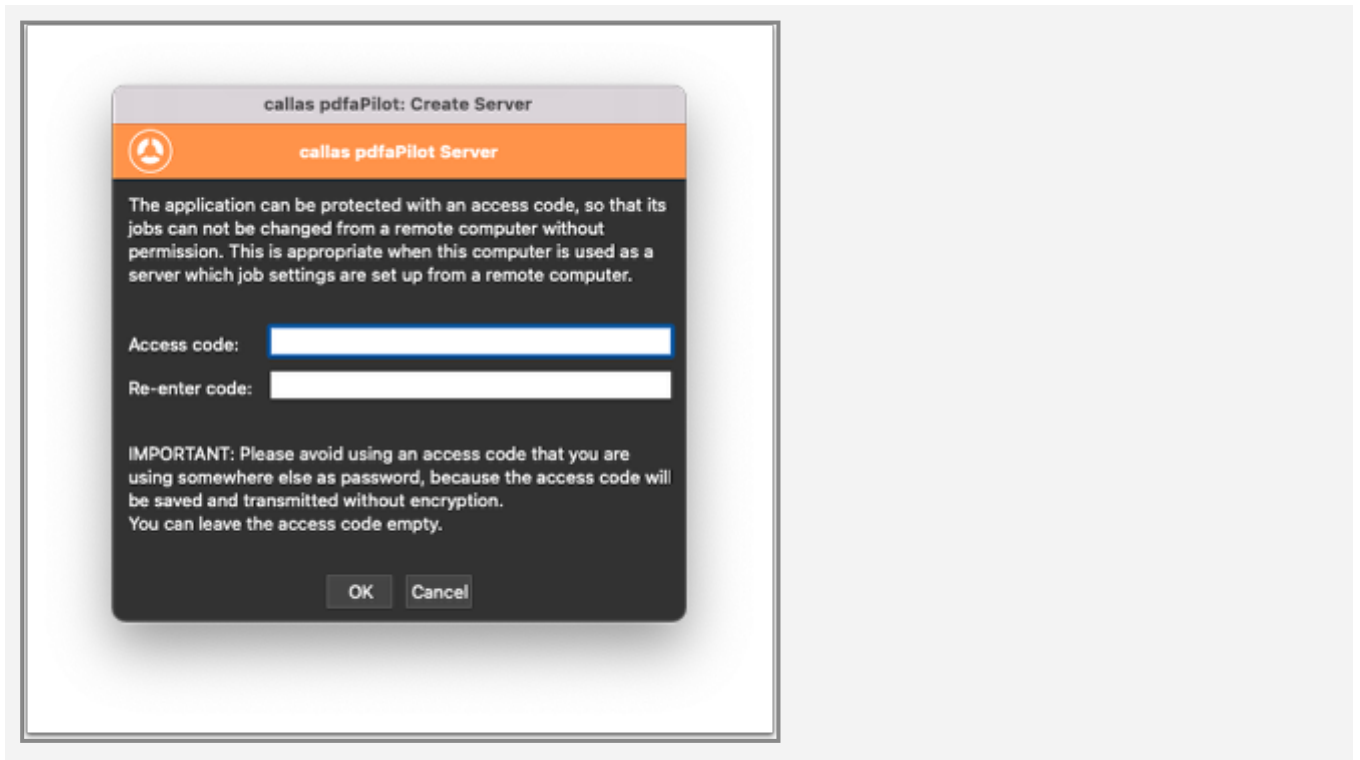 callas pdfaPilot: Create Server
callas pdfaPilot Server
The application can be protected with an access code, so that its
jobs can not be changed from a remote computer without
permission. This is appropriate when this computer is used as a
server which job settings are set up from a remote computer.
Access code:
Re-enter code:
IMPORTANT: Please avoid using an access code that you are
using somewhere else as password, because the access code will
be saved and transmitted without encryption.
You can leave the access code empty.
OK Cancel